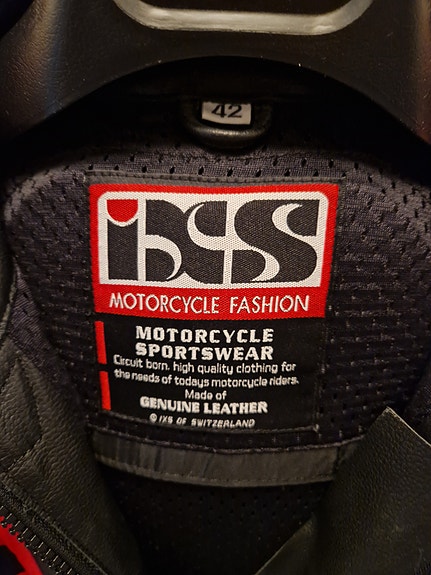 42
ixs
MOTORCYCLE FASHION
MOTORCYCLE
SPORTSWEAR
Circuit born, high quality clothing for
the needs of todays motorcycle riders.
Made of
GENUINE LEATHER
© IXS OF SWITZERLAND